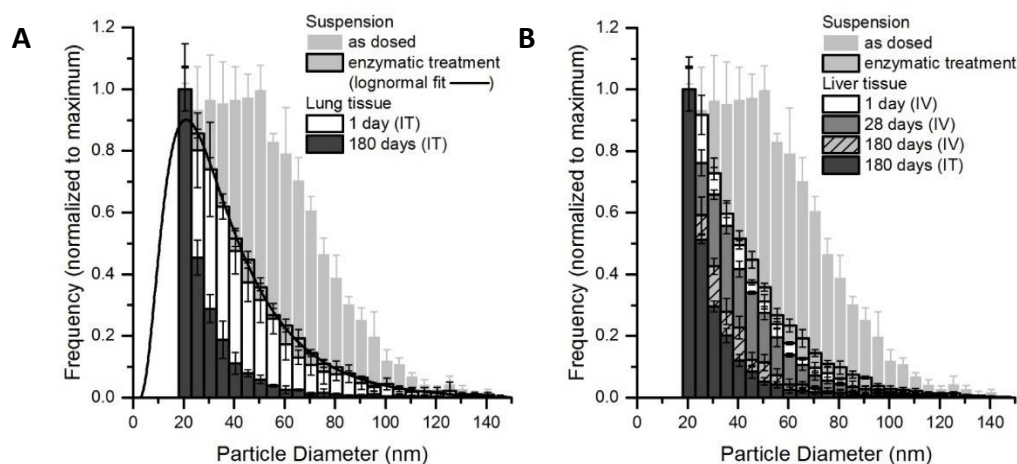 A
Suspension
as dosed
enzymatic treatment
(lognormal fit —)
Lung tissue
1 day (IT)
180 days (IT)
Frequency (normalized to maximum)
1.2
1.0
0.8
0.6
0.4
0.2
0.0
0 20 40 60 80 100 120 140
Particle Diameter (nm)
B
Suspension
as dosed
enzymatic treatment
Liver tissue
1 day (IV)
28 days (IV)
180 days (IV)
180 days (IT)
Frequency (normalized to maximum)
1.2
1.0
0.8
0.6
0.4
0.2
0.0
0 20 40 60 80 100 120 140
Particle Diameter (nm)